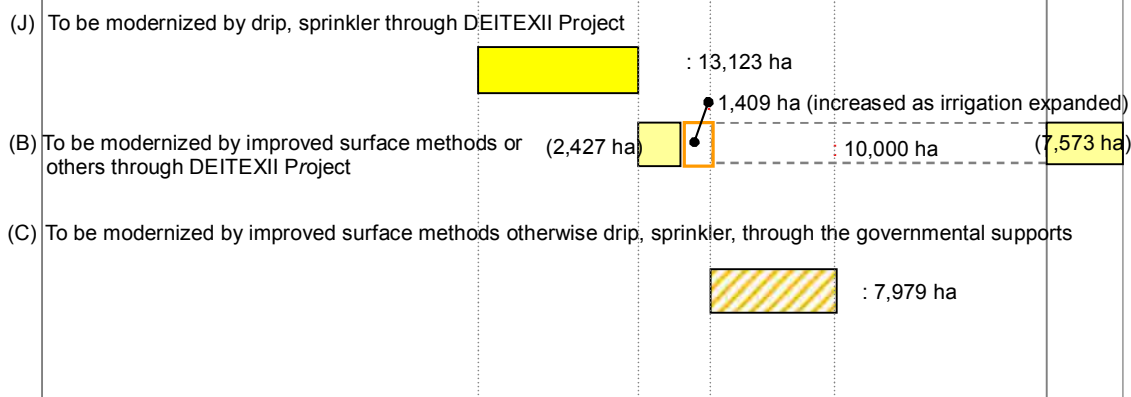 (J) To be modernized by drip, sprinkler through DEITEXII Project
: 13,123 ha
1,409 ha (increased as irrigation expanded)
(B) To be modernized by improved surface methods or
others through DEITEXII Project
(2,427 ha)
: 10,000 ha
(7,573 ha)
(C) To be modernized by improved surface methods otherwise drip, sprinkler, through the governmental supports
: 7,979 ha